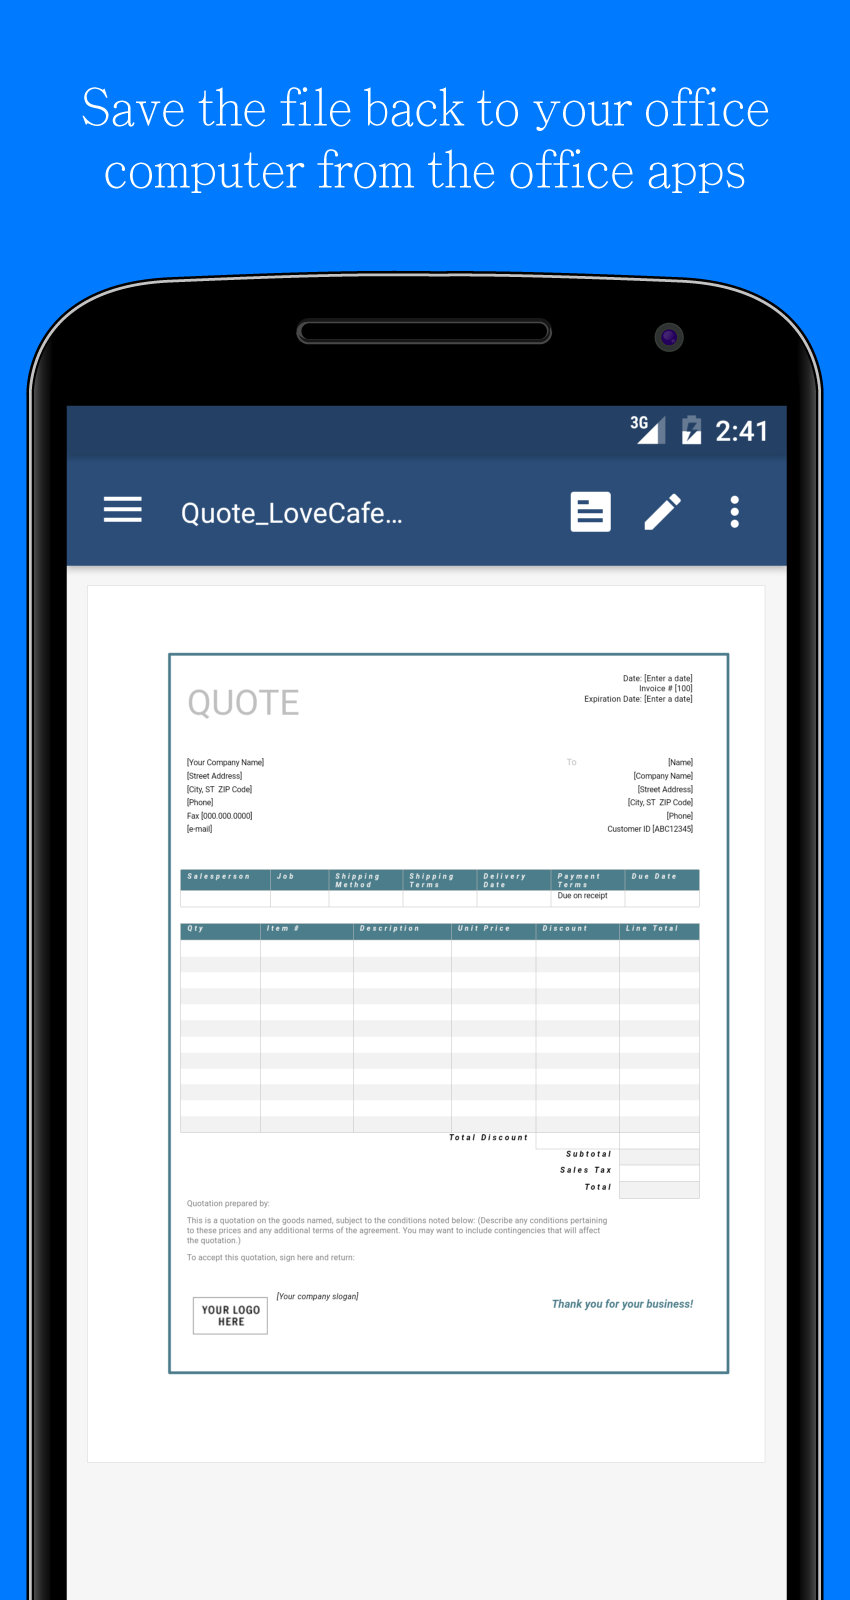 Save the file back to your office
computer from the office apps
3G 2:41
Quote_LoveCafe...
QUOTE
Date: [Enter a date]
Invoice # [100]
Expiration Date: [Enter a date]
[Your Company Name]
[Street Address]
[City, ST  ZIP Code]
[Phone]
Fax [000.000.0000]
[e-mail]
To [Name]
[Company Name]
[Street Address]
[City, ST  ZIP Code]
[Phone]
Customer ID [ABC12345]
Salesperson Job Shipping Method Shipping Terms Delivery Date Payment Terms Due Date
Due on receipt
Qty Item # Description Unit Price Discount Line Total
Total Discount
Subtotal
Sales Tax
Total
Quotation prepared by:
This is a quotation on the goods named, subject to the conditions noted below: (Describe any conditions pertaining
to these prices and any additional terms of the agreement. You may want to include contingencies that will affect
the quotation.)
To accept this quotation, sign here and return:
YOUR LOGO
HERE
[Your company slogan]
Thank you for your business!